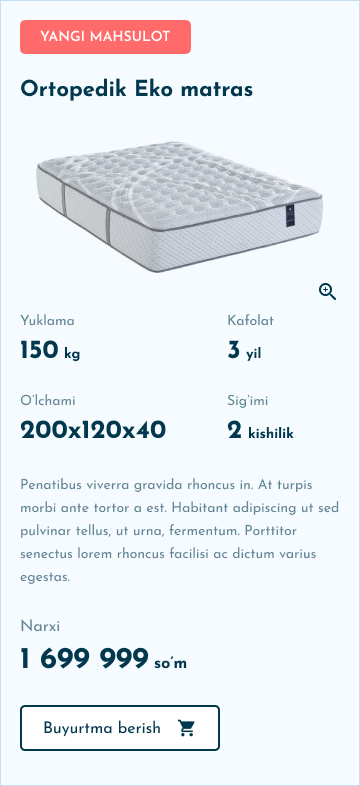 YANGI MAHSULOT
Ortopedik Eko matras
Yuklama
150 kg
Kafolat
3 yil
O‘lchami
200x120x40
Sig‘imi
2 kishilik
Penatibus viverra gravida rhoncus in. At turpis
morbi ante tortor a est. Habitant adipiscing ut sed
pulvinar tellus, ut urna, fermentum. Porttitor
senectus lorem rhoncus facilisi ac dictum varius
egestas.
Narxi
1 699 999 so‘m
Buyurtma berish